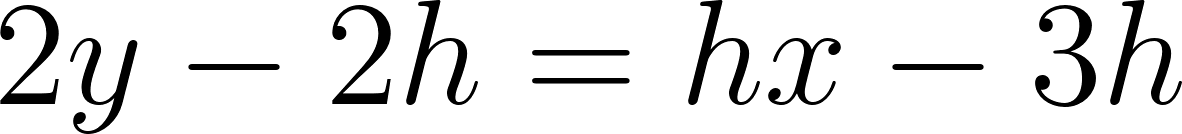 2y − 2h = hx − 3h